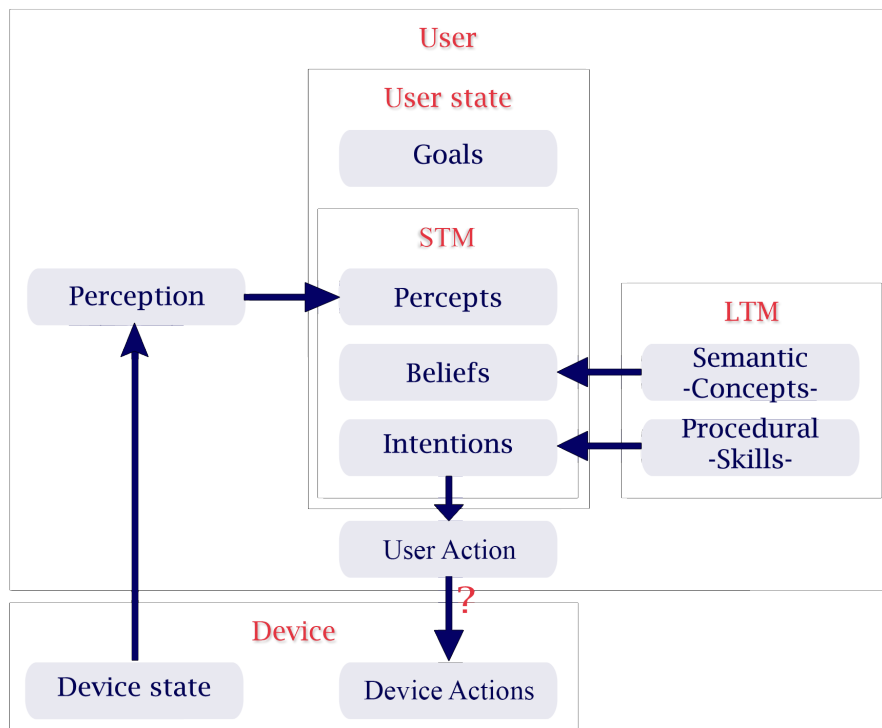 User
User state
Goals
STM
Perception
Percepts
LTM
Beliefs
Semantic
-Concepts-
Intentions
Procedural
-Skills-
User Action
?
Device
Device state
Device Actions